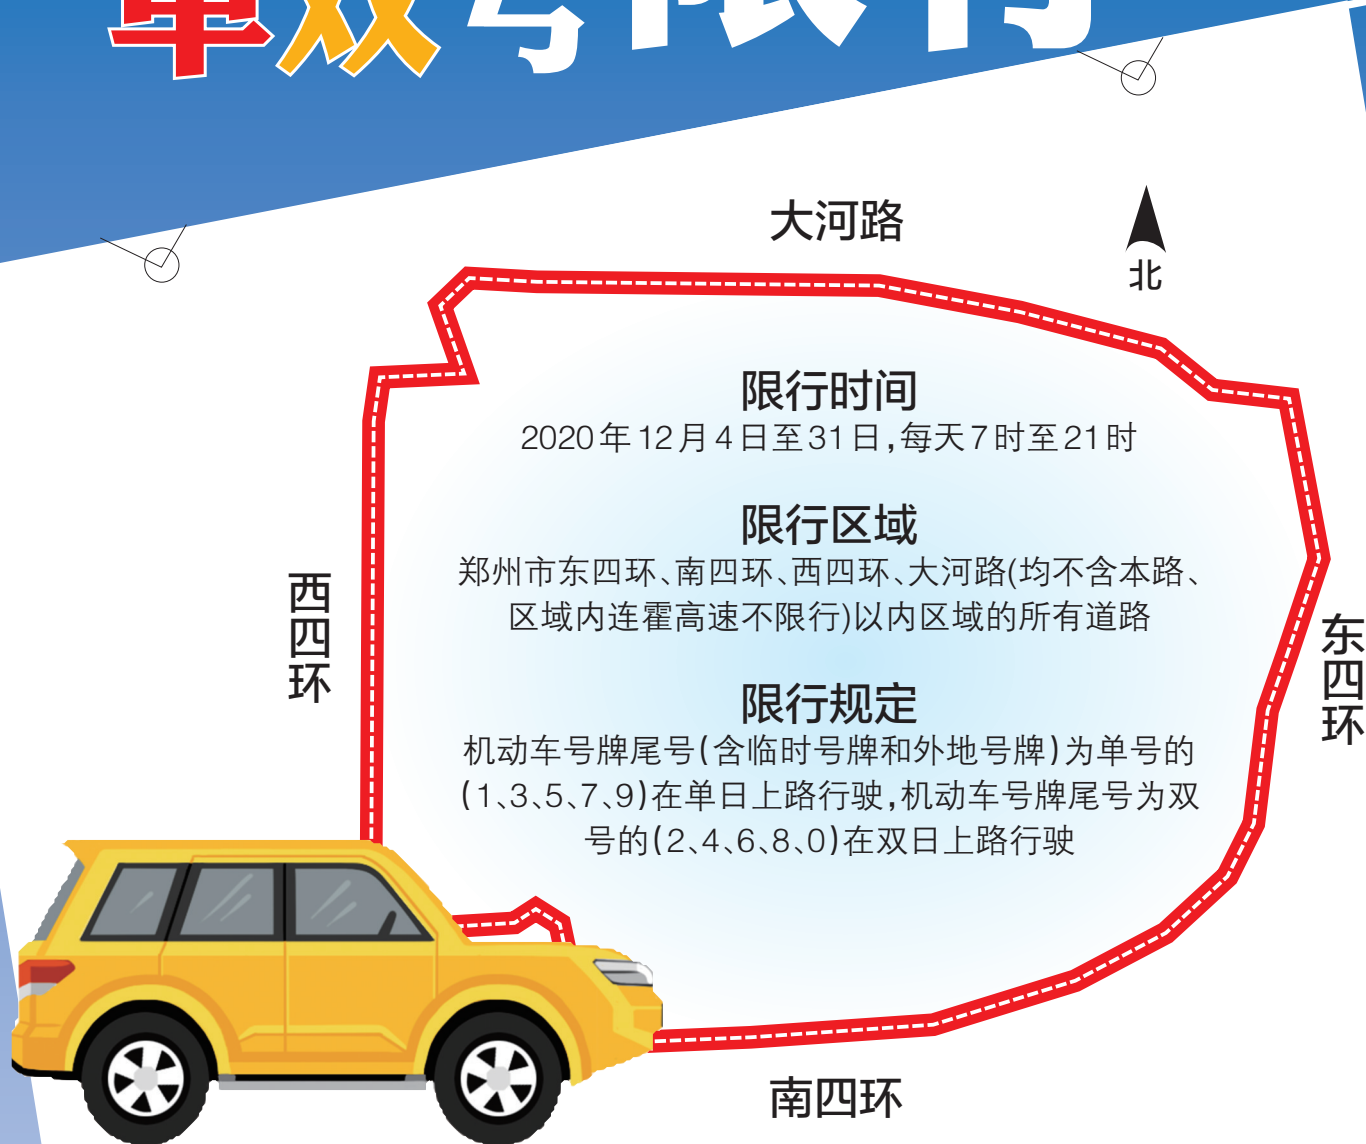 单双号限行
大河路
北
限行时间
2020年12月4日至31日,每天7时至21时
限行区域
郑州市东四环、南四环、西四环、大河路(均不含本路、
区域内连霍高速不限行)以内区域的所有道路
西四环
东四环
限行规定
机动车号牌尾号(含临时号牌和外地号牌)为单号的
(1、3、5、7、9)在单日上路行驶,机动车号牌尾号为双
号的(2、4、6、8、0)在双日上路行驶
南四环